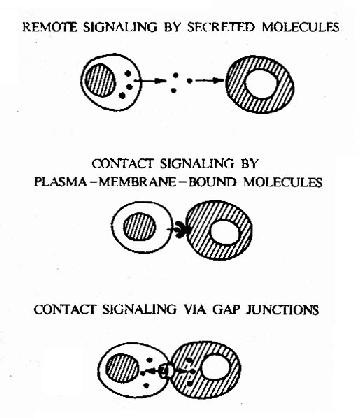 REMOTE SIGNALING BY SECRETED MOLECULES
CONTACT SIGNALING BY
PLASMA-MEMBRANE-BOUND MOLECULES
CONTACT SIGNALING VIA GAP JUNCTIONS